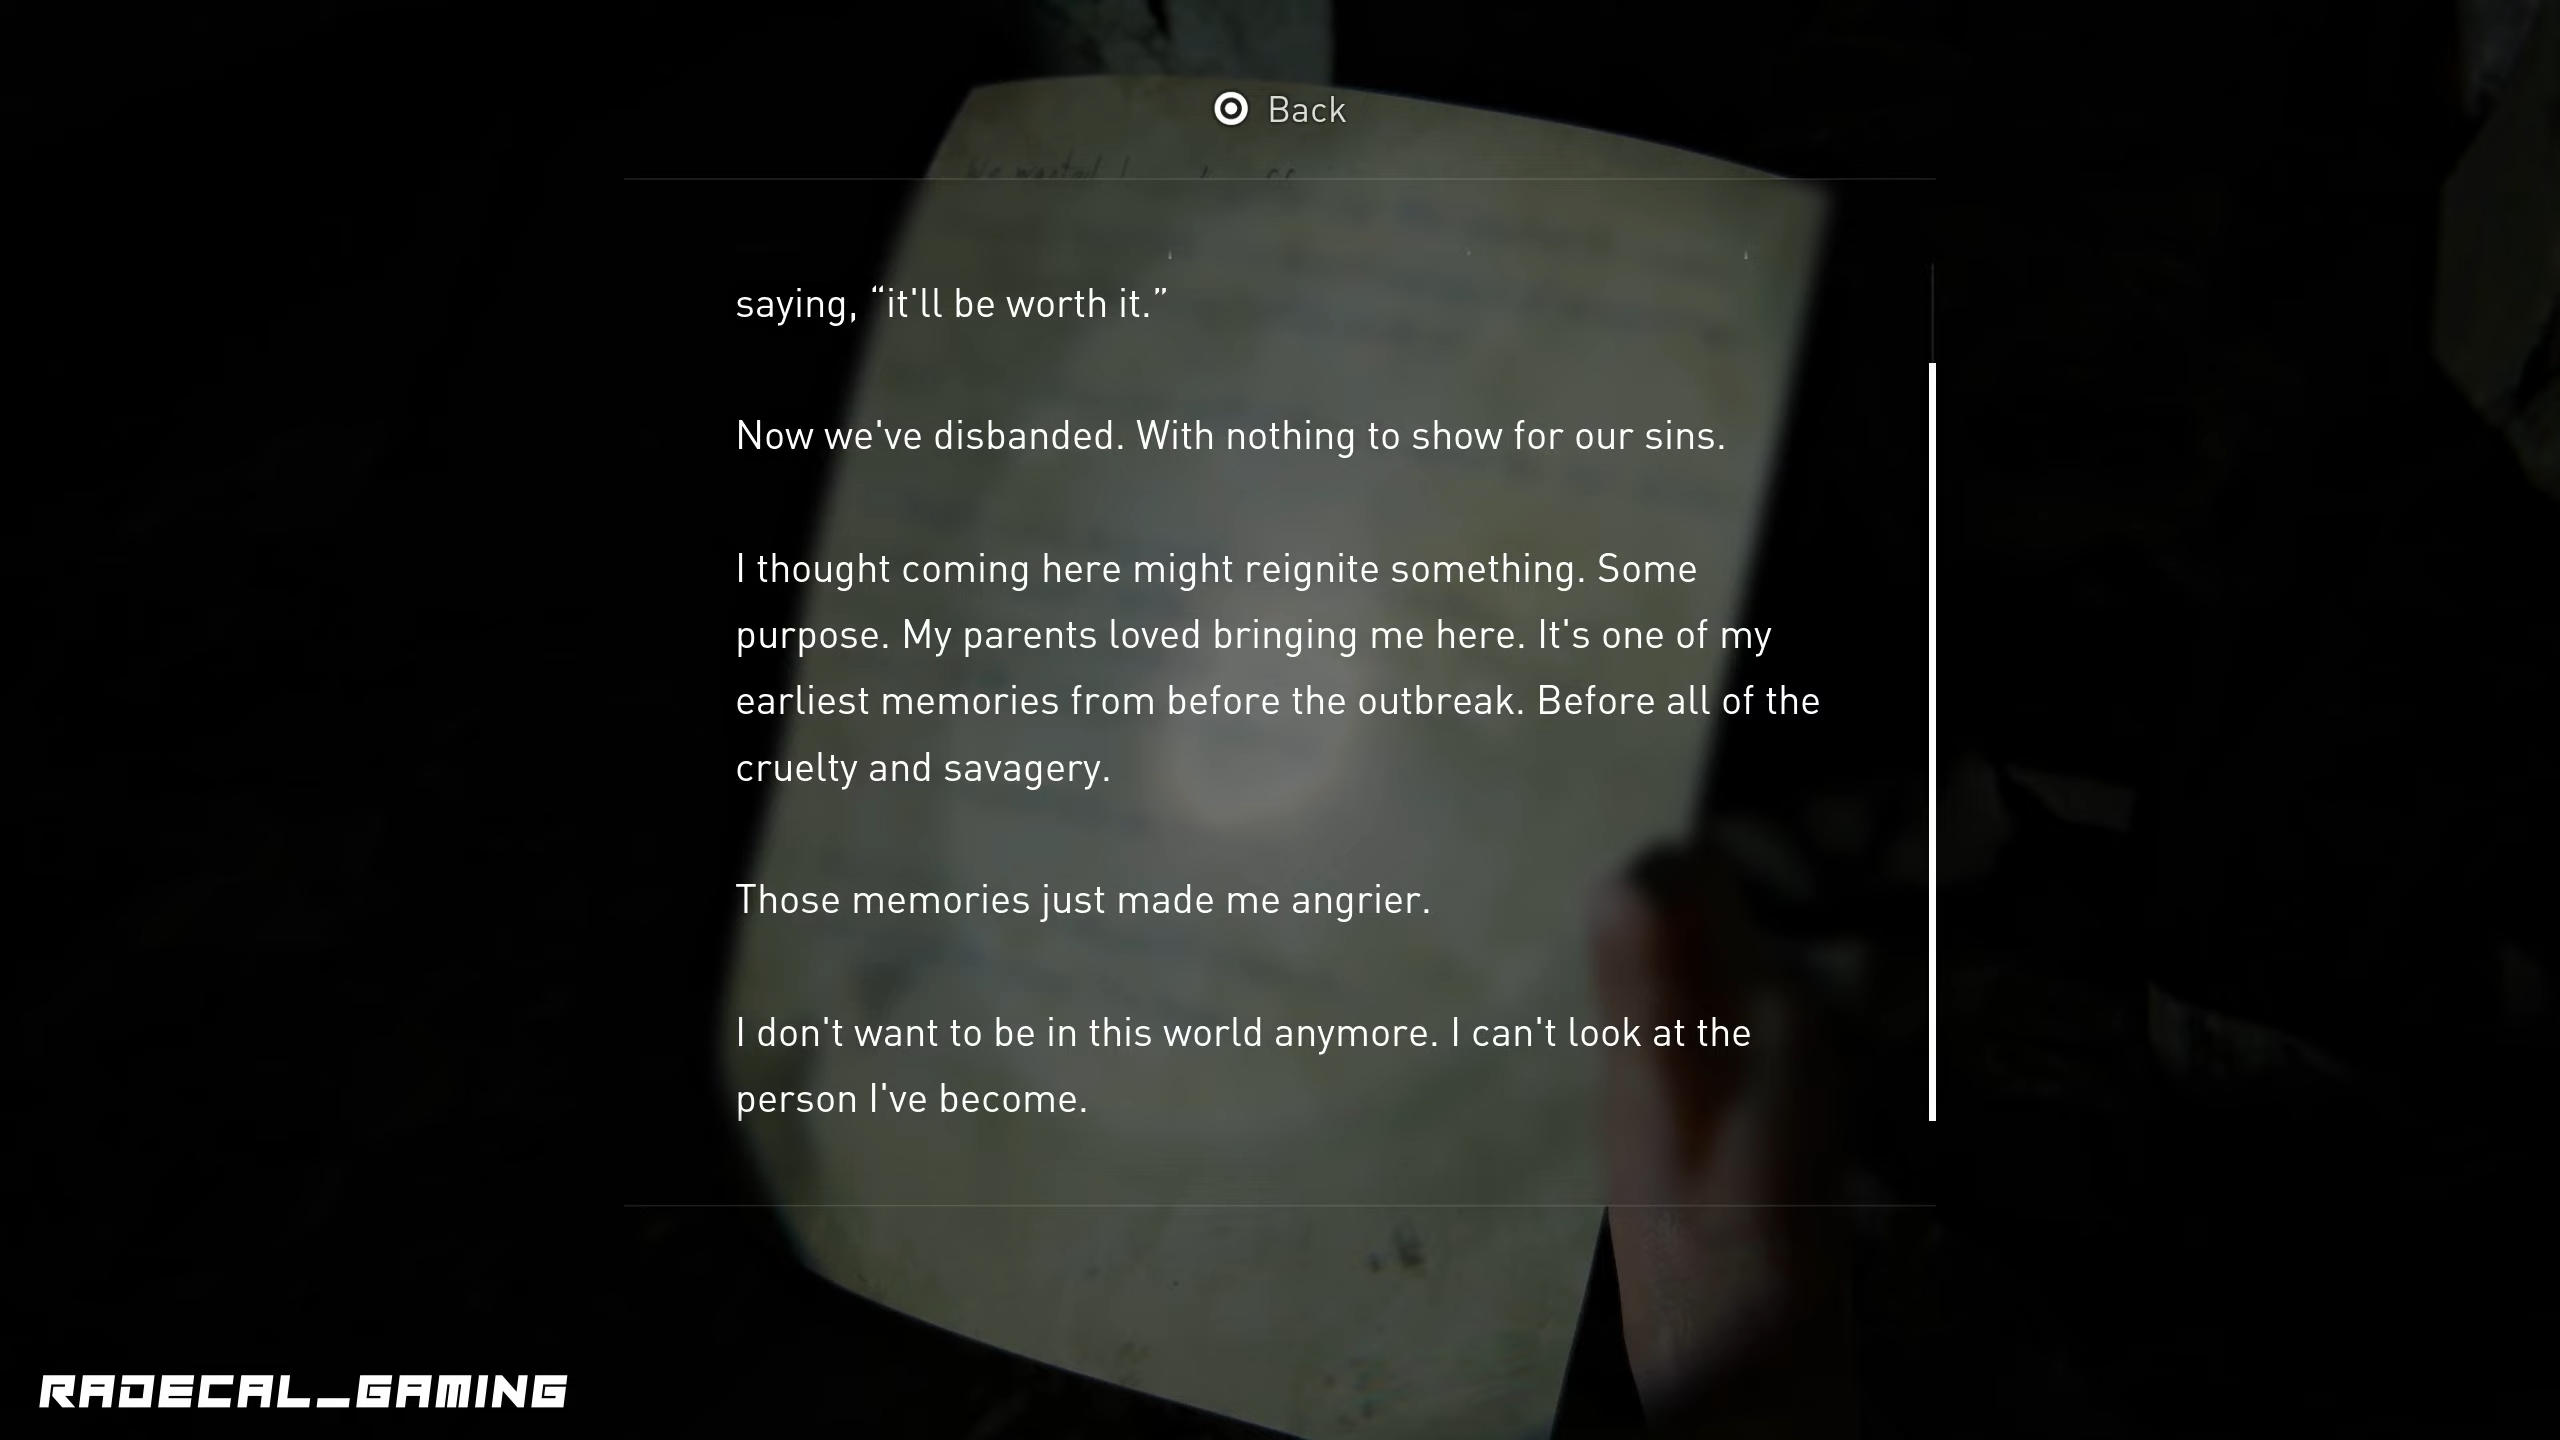 Back
We wanted
saying, “it'll be worth it.”
Now we've disbanded. With nothing to show for our sins.
I thought coming here might reignite something. Some
purpose. My parents loved bringing me here. It's one of my
earliest memories from before the outbreak. Before all of the
cruelty and savagery.
Those memories just made me angrier.
I don't want to be in this world anymore. I can't look at the
person I've become.
RADECAL_GAMING